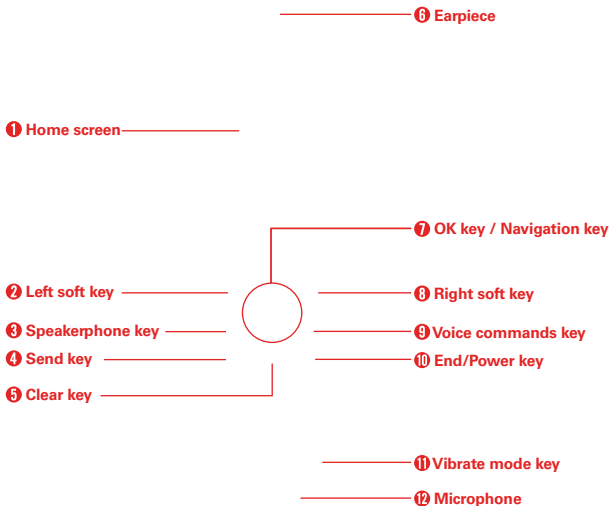 ❻ Earpiece
❶ Home screen
❼ OK key / Navigation key
❷ Left soft key
❽ Right soft key
❸ Speakerphone key
❾ Voice commands key
❹ Send key
❿ End/Power key
❺ Clear key
⓫ Vibrate mode key
⓬ Microphone